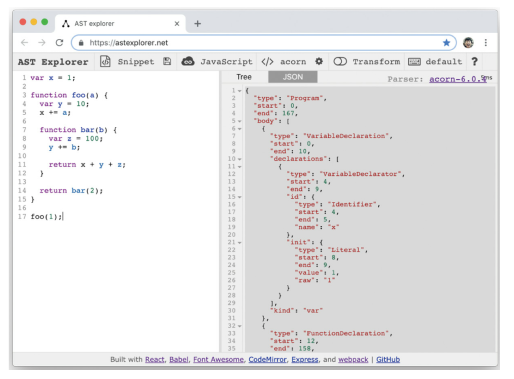 AST explorer
https://astexplorer.net
AST Explorer Snippet JavaScript </> acorn Transform default ?
Tree JSON Parser: acorn-6.0.
1 var x = 1;
2
3 function foo(a) {
4 var y = 10;
5 x += a;
6
7 function bar(b) {
8 var z = 100;
9 y += b;
10
11 return x + y + z;
12 }
13
14 return bar(2);
15 }
16
17 foo(1);
1 {
2 "type": "Program",
3 "start": 0,
4 "end": 167,
5 "body": [
6 {
7 "type": "VariableDeclaration",
8 "start": 0,
9 "end": 10,
10 "declarations": [
11 {
12 "type": "VariableDeclarator",
13 "start": 4,
14 "end": 9,
15 "id": {
16 "type": "Identifier",
17 "start": 4,
18 "end": 5,
19 "name": "x"
20 },
21 "init": {
22 "type": "Literal",
23 "start": 8,
24 "end": 9,
25 "value": 1,
26 "raw": "1"
27 }
28 }
29 ],
30 "kind": "var"
31 },
32 {
33 "type": "FunctionDeclaration",
34 "start": 12,
35 "end": 158,
Built with React, Babel, Font Awesome, CodeMirror, Express, and webpack | GitHub